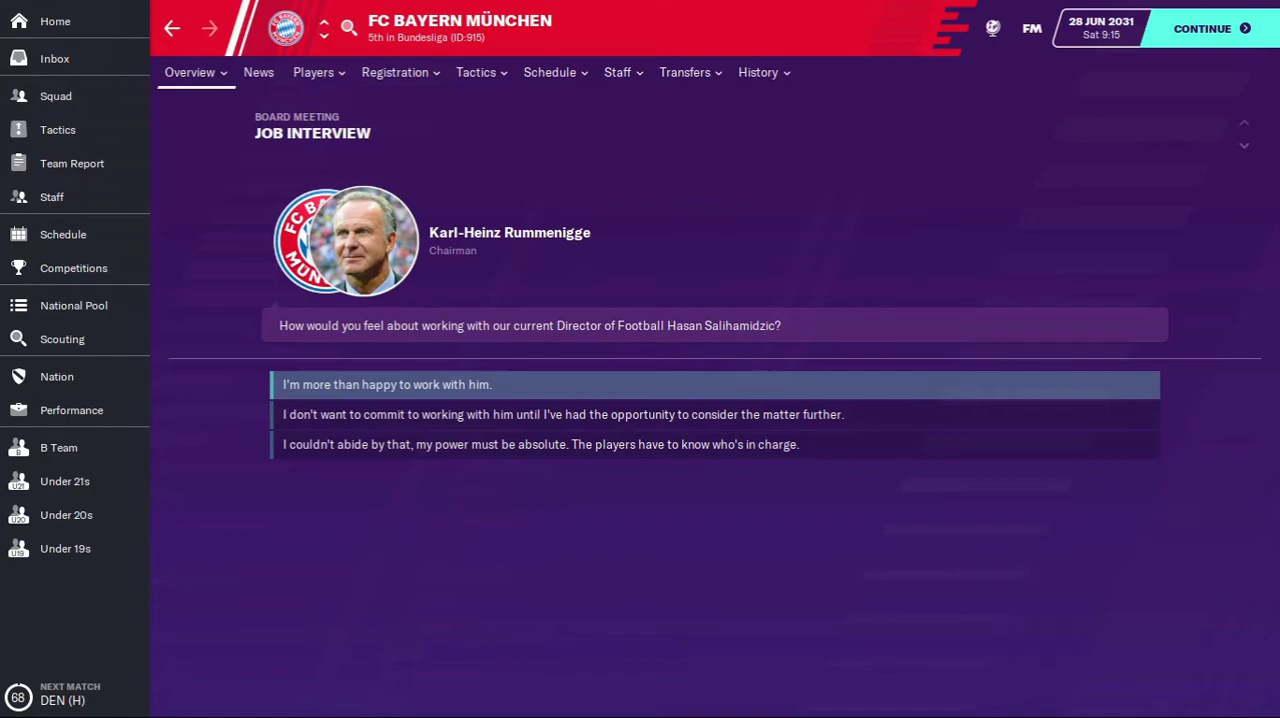 Home
Inbox
Squad
Tactics
Team Report
Staff
Schedule
Competitions
National Pool
Scouting
Nation
Performance
B
B Team
U21
Under 21s
U20
Under 20s
U19
Under 19s
68
NEXT MATCH
DEN (H)
FC BAYERN MÜNCHEN
5th in Bundesliga (ID:915)
FM
28 JUN 2031
Sat 9:15
CONTINUE
Overview
News
Players
Registration
Tactics
Schedule
Staff
Transfers
History
BOARD MEETING
JOB INTERVIEW
FC BA
MÜN
Karl-Heinz Rummenigge
Chairman
How would you feel about working with our current Director of Football Hasan Salihamidzic?
I'm more than happy to work with him.
I don't want to commit to working with him until I've had the opportunity to consider the matter further.
I couldn't abide by that, my power must be absolute. The players have to know who's in charge.